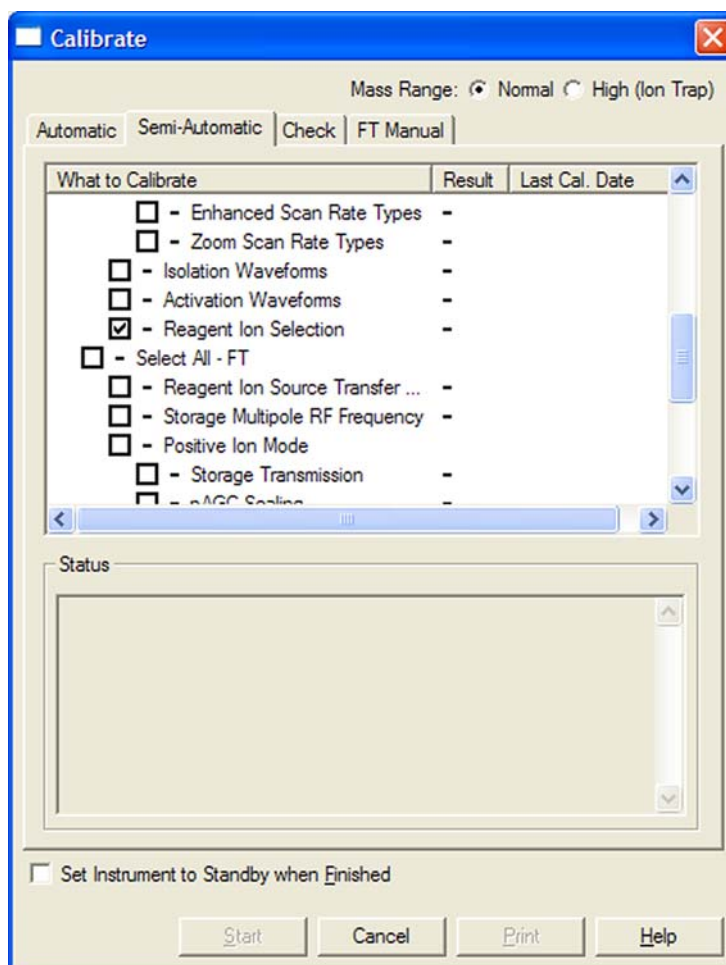 Calibrate
Mass Range: Normal High (Ion Trap)
Automatic Semi-Automatic Check FT Manual
What to Calibrate Result Last Cal. Date
- Enhanced Scan Rate Types -
- Zoom Scan Rate Types -
- Isolation Waveforms -
- Activation Waveforms -
- Reagent Ion Selection -
- Select All - FT
- Reagent Ion Source Transfer ... -
- Storage Multipole RF Frequency -
- Positive Ion Mode
- Storage Transmission -
- pAGC Scaling -
Status
Set Instrument to Standby when Finished
Start Cancel Print Help